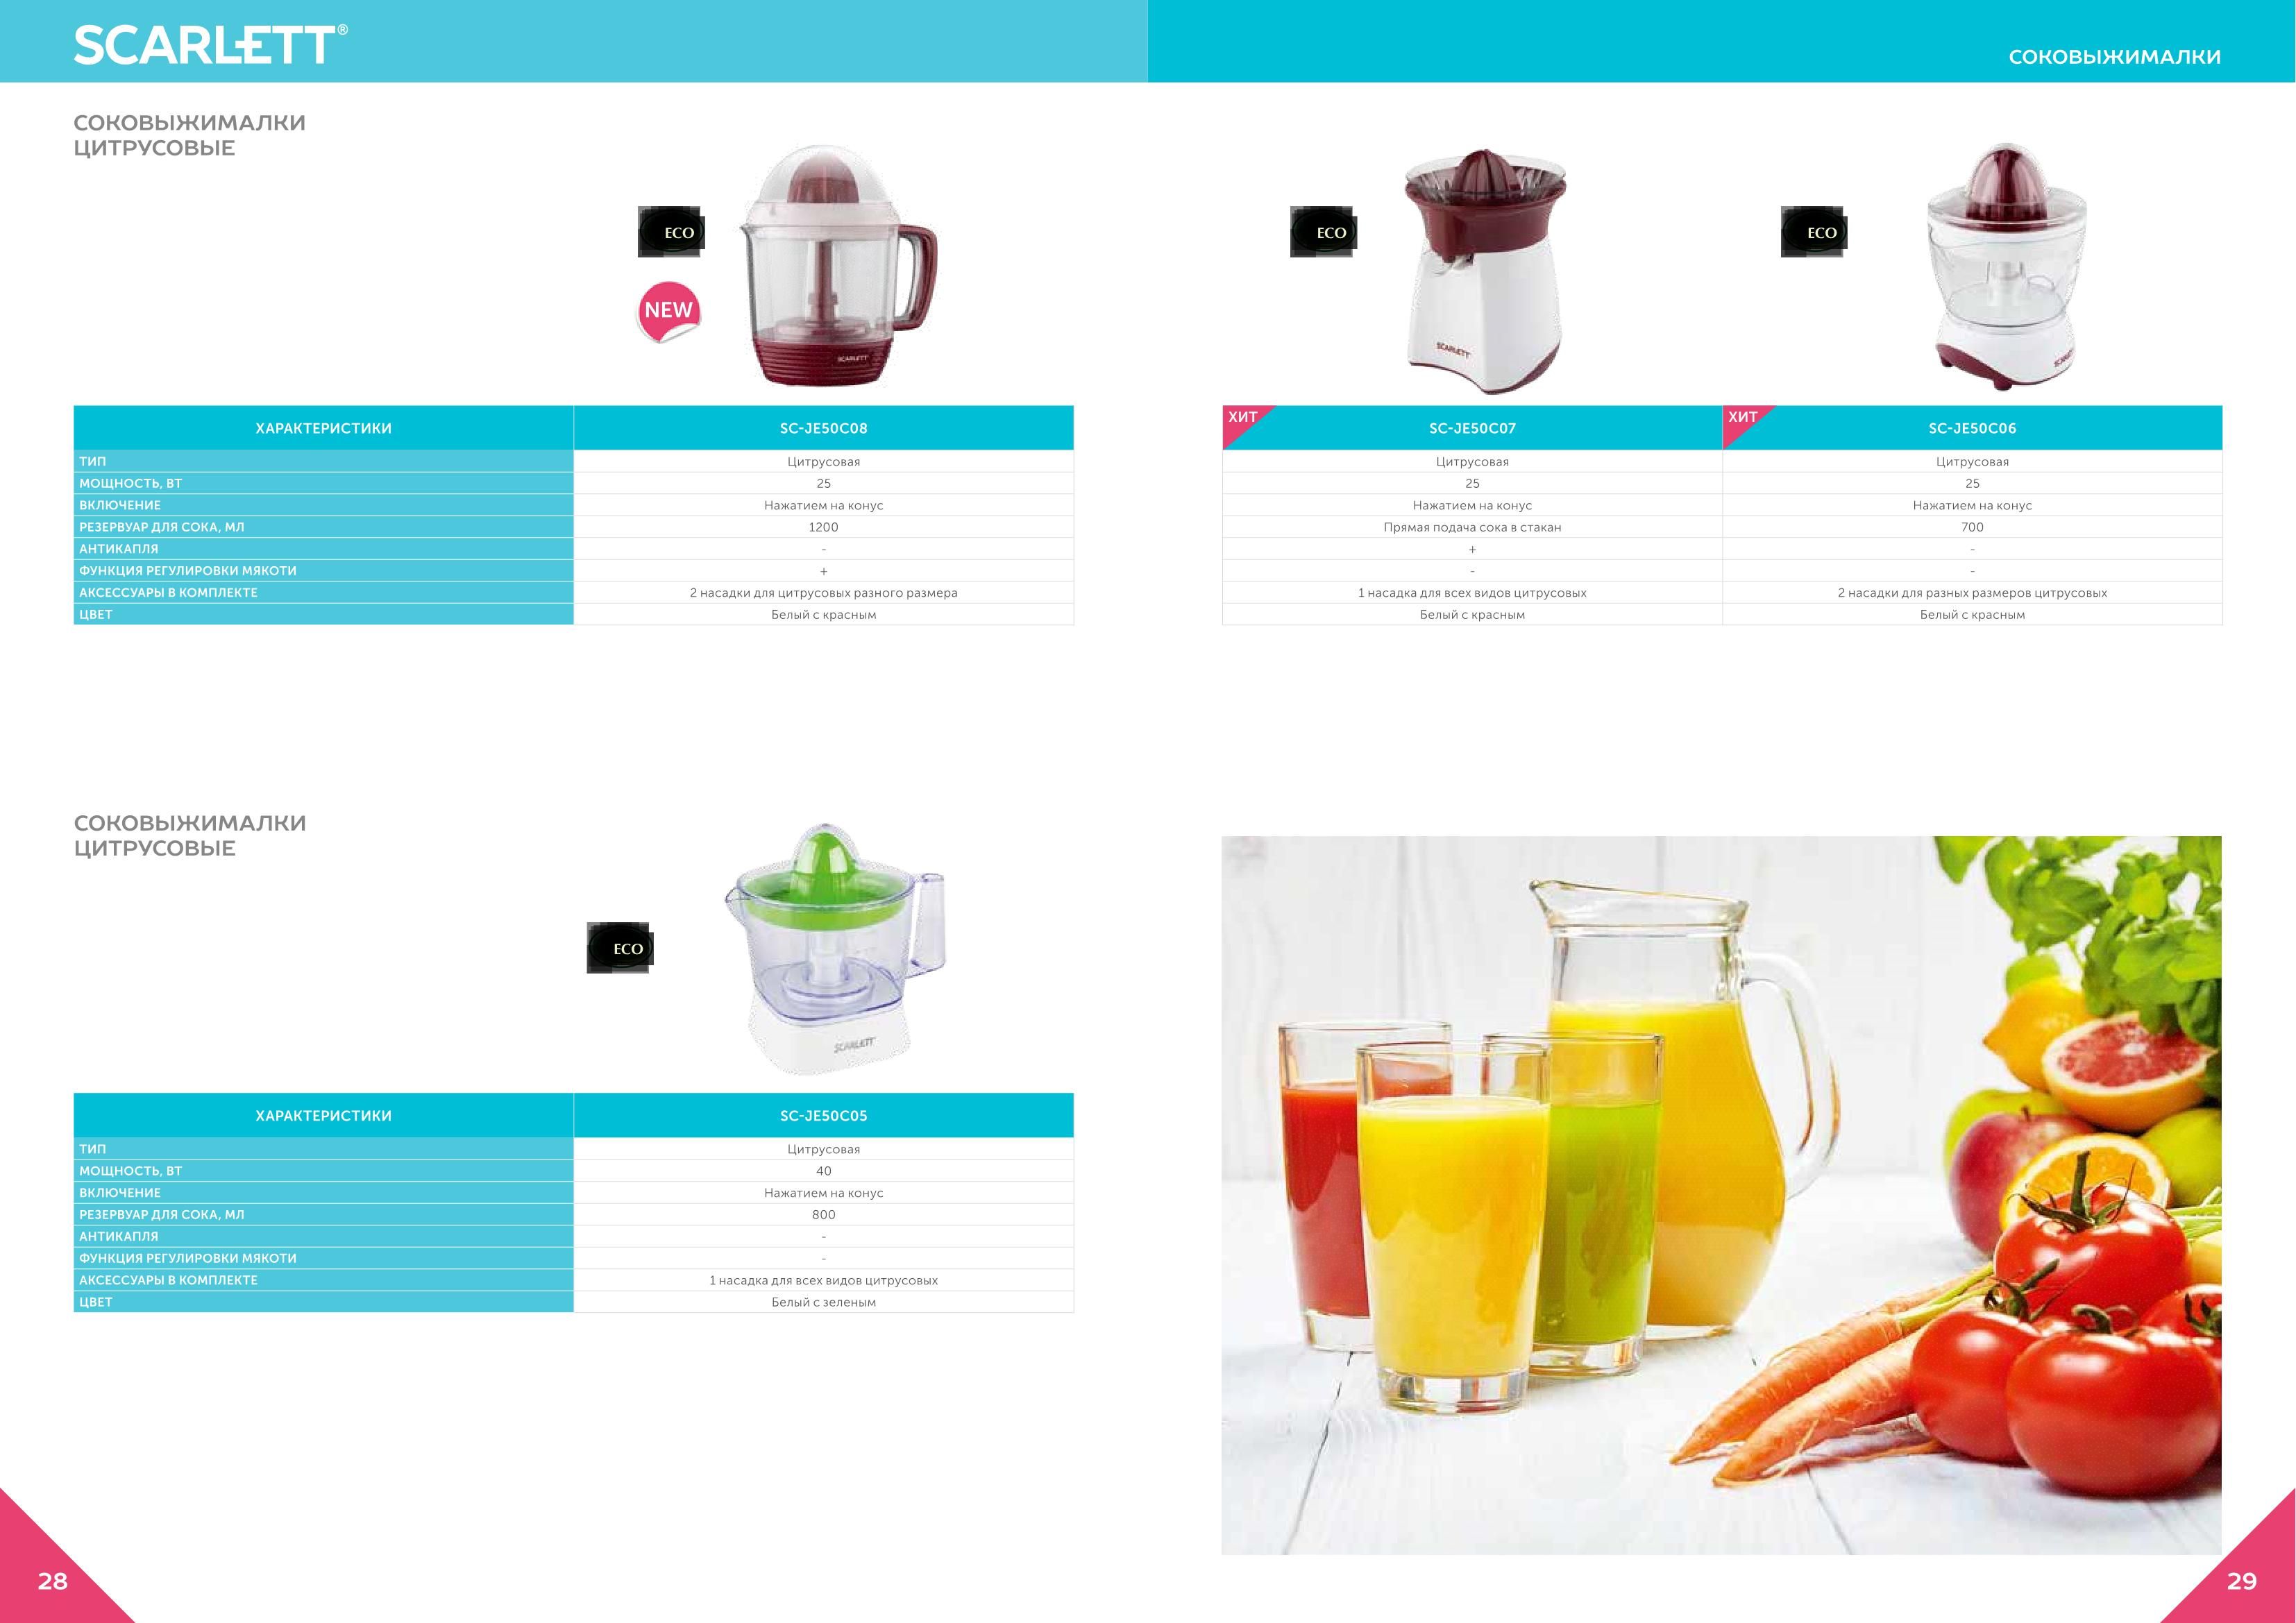 SCARLETT®
СОКОВЫЖИМАЛКИ
СОКОВЫЖИМАЛКИ
ЦИТРУСОВЫЕ
ECO
NEW
SCARLETT
ECO
SCARLETT
ECO
SCARLETT
ХАРАКТЕРИСТИКИ SC-JE50C08
ТИП Цитрусовая
МОЩНОСТЬ, ВТ 25
ВКЛЮЧЕНИЕ Нажатием на конус
РЕЗЕРВУАР ДЛЯ СОКА, МЛ 1200
АНТИКАПЛЯ -
ФУНКЦИЯ РЕГУЛИРОВКИ МЯКОТИ +
АКСЕССУАРЫ В КОМПЛЕКТЕ 2 насадки для цитрусовых разного размера
ЦВЕТ Белый с красным
ХИТ SC-JE50C07 ХИТ SC-JE50C06
Цитрусовая Цитрусовая
25 25
Нажатием на конус Нажатием на конус
Прямая подача сока в стакан 700
+ -
- -
1 насадка для всех видов цитрусовых 2 насадки для разных размеров цитрусовых
Белый с красным Белый с красным
СОКОВЫЖИМАЛКИ
ЦИТРУСОВЫЕ
ECO
SCARLETT
ХАРАКТЕРИСТИКИ SC-JE50C05
ТИП Цитрусовая
МОЩНОСТЬ, ВТ 40
ВКЛЮЧЕНИЕ Нажатием на конус
РЕЗЕРВУАР ДЛЯ СОКА, МЛ 800
АНТИКАПЛЯ -
ФУНКЦИЯ РЕГУЛИРОВКИ МЯКОТИ -
АКСЕССУАРЫ В КОМПЛЕКТЕ 1 насадка для всех видов цитрусовых
ЦВЕТ Белый с зеленым
28
29